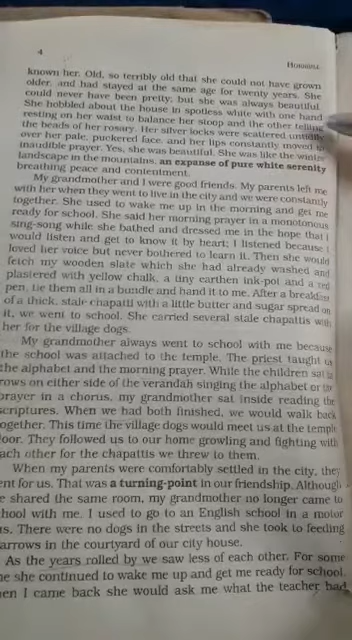 4
HORNBILL
known her. Old, so terribly old that she could not have grown
older, and had stayed at the same age for twenty years. She
could never have been pretty; but she was always beautiful.
She hobbled about the house in spotless white with one hand
resting on her waist to balance her stoop and the other telling
the beads of her rosary. Her silver locks were scattered untidily
over her pale, puckered face, and her lips constantly moved in
inaudible prayer. Yes, she was beautiful. She was like the winter
landscape in the mountains, an expanse of pure white serenity
breathing peace and contentment.
My grandmother and I were good friends. My parents left me
with her when they went to live in the city and we were constantly
together. She used to wake me up in the morning and get me
ready for school. She said her morning prayer in a monotonous
sing-song while she bathed and dressed me in the hope that I
would listen and get to know it by heart; I listened because I
loved her voice but never bothered to learn it. Then she would
fetch my wooden slate which she had already washed and
plastered with yellow chalk, a tiny earthen ink-pot and a red
pen, tie them all in a bundle and hand it to me. After a breakfast
of a thick, stale chapatti with a little butter and sugar spread on
it, we went to school. She carried several stale chapattis with
her for the village dogs.
My grandmother always went to school with me because
the school was attached to the temple. The priest taught us
the alphabet and the morning prayer. While the children sat in
rows on either side of the verandah singing the alphabet or the
prayer in a chorus, my grandmother sat inside reading the
scriptures. When we had both finished, we would walk back
ogether. This time the village dogs would meet us at the temple
oor. They followed us to our home growling and fighting with
ach other for the chapattis we threw to them.
When my parents were comfortably settled in the city, they
ent for us. That was a turning-point in our friendship. Although
e shared the same room, my grandmother no longer came to
hool with me. I used to go to an English school in a motor
us. There were no dogs in the streets and she took to feeding
arrows in the courtyard of our city house.
As the years rolled by we saw less of each other. For some
me she continued to wake me up and get me ready for school.
en I came back she would ask me what the teacher had